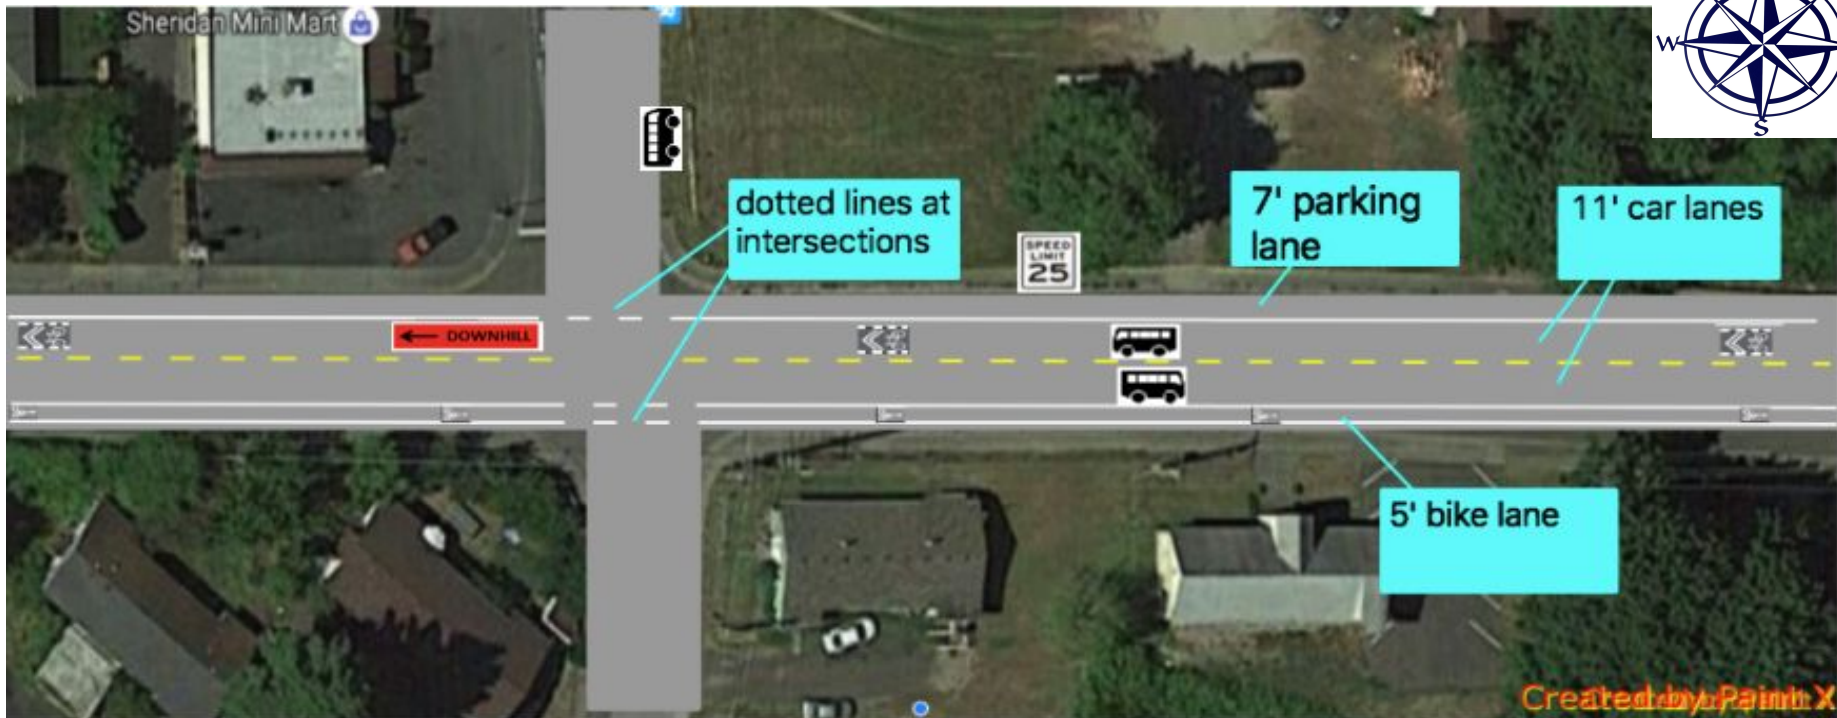 Sheridan Mini Mart
W
S
dotted lines at
intersections
7' parking
lane
11' car lanes
SPEED
LIMIT
25
DOWNHILL
5' bike lane
Created by Paint X